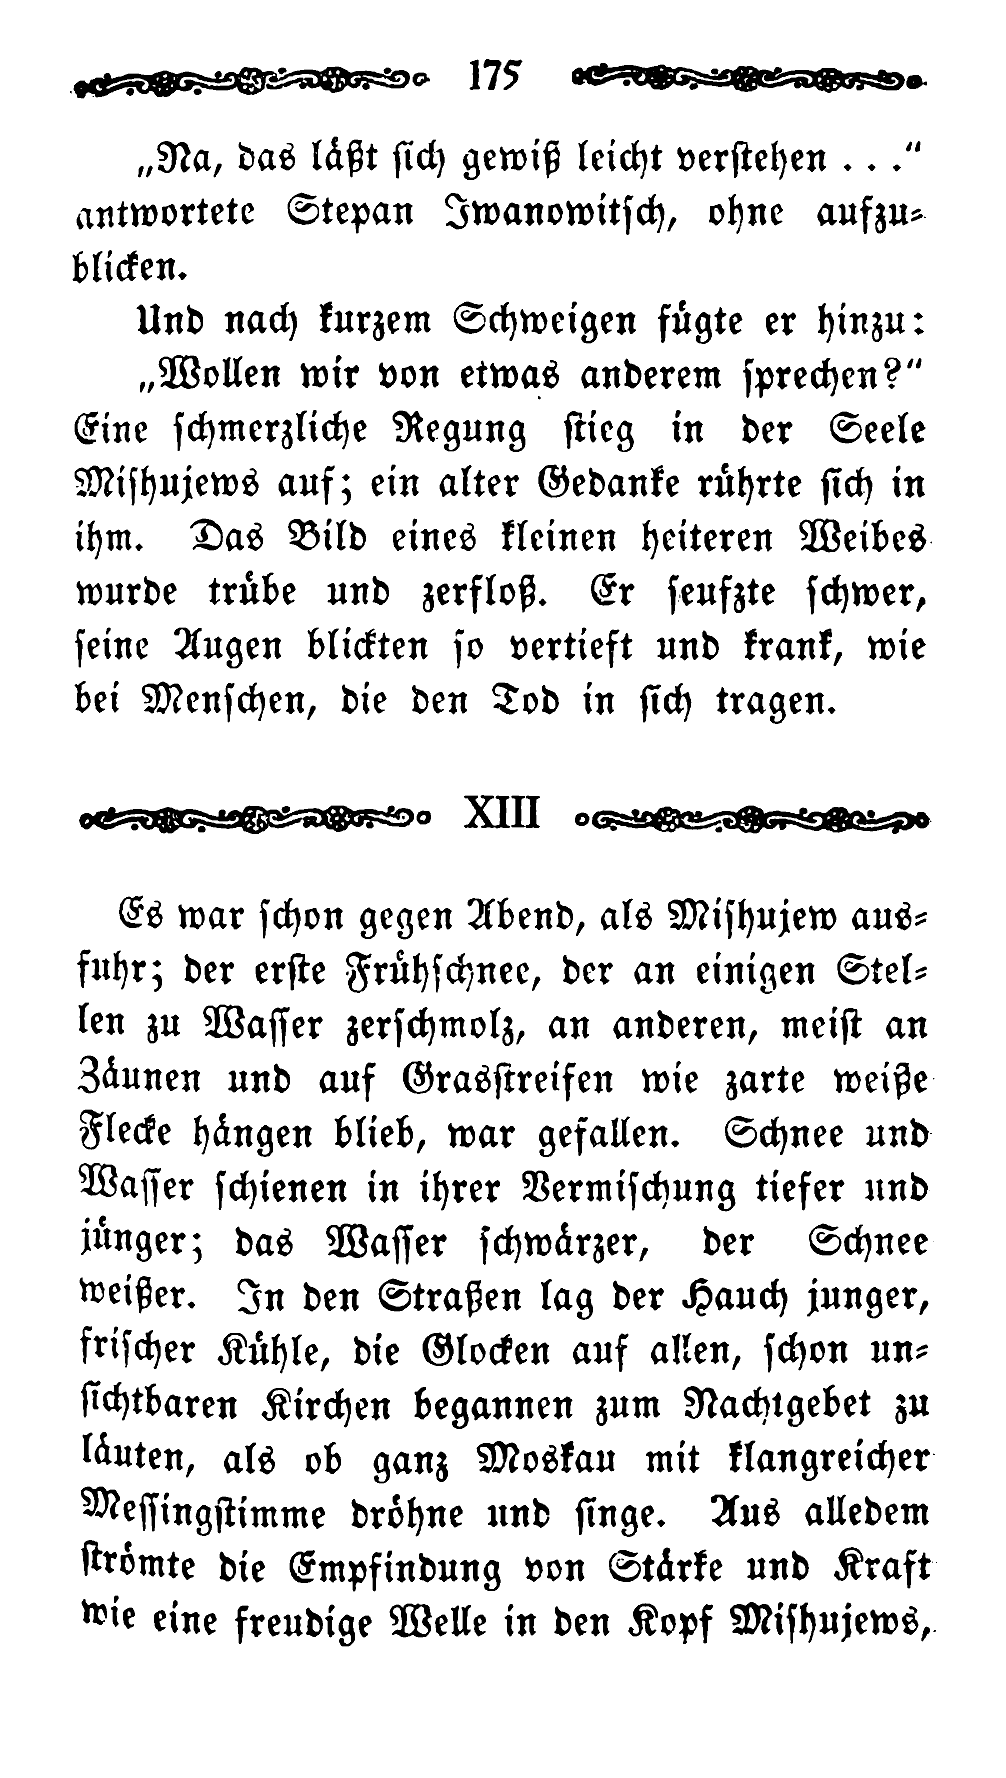 175
„Na, das läßt sich gewiß leicht verstehen . . .“
antwortete Stepan Iwanowitsch, ohne aufzu-
blicken.
Und nach kurzem Schweigen fügte er hinzu:
„Wollen wir von etwas anderem sprechen?“
Eine schmerzliche Regung stieg in der Seele
Mishujews auf; ein alter Gedanke rührte sich in
ihm. Das Bild eines kleinen heiteren Weibes
wurde trübe und zerfloß. Er seufzte schwer,
seine Augen blickten so vertieft und krank, wie
bei Menschen, die den Tod in sich tragen.
XIII
Es war schon gegen Abend, als Mishujew aus-
fuhr; der erste Frühschnee, der an einigen Stel-
len zu Wasser zerschmolz, an anderen, meist an
Zäunen und auf Grasstreifen wie zarte weiße
Flecke hängen blieb, war gefallen. Schnee und
Wasser schienen in ihrer Vermischung tiefer und
jünger; das Wasser schwärzer, der Schnee
weißer. In den Straßen lag der Hauch junger,
frischer Kühle, die Glocken auf allen, schon un-
sichtbaren Kirchen begannen zum Nachtgebet zu
läuten, als ob ganz Moskau mit klangreicher
Messingstimme dröhne und singe. Aus alledem
strömte die Empfindung von Stärke und Kraft
wie eine freudige Welle in den Kopf Mishujews,